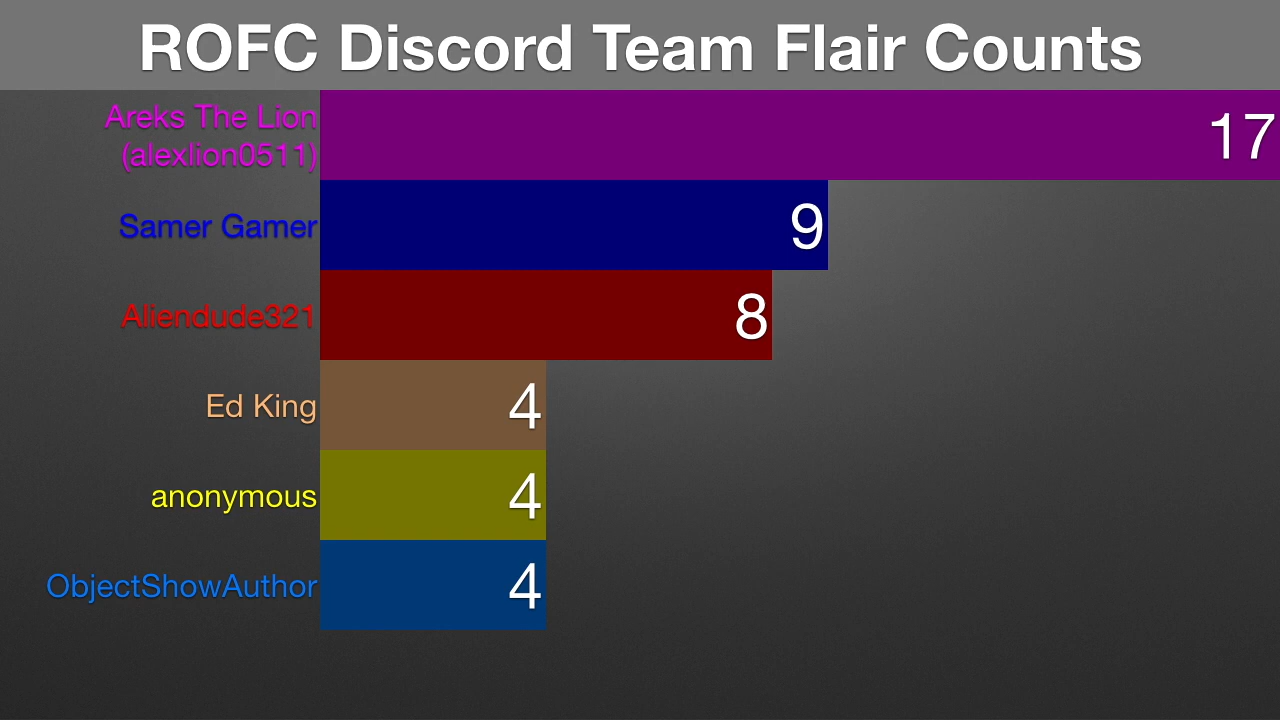 ROFC Discord Team Flair Counts
Areks The Lion
(alexlion0511)
17
Samer Gamer
9
Aliendude321
8
Ed King
4
anonymous
4
ObjectShowAuthor
4